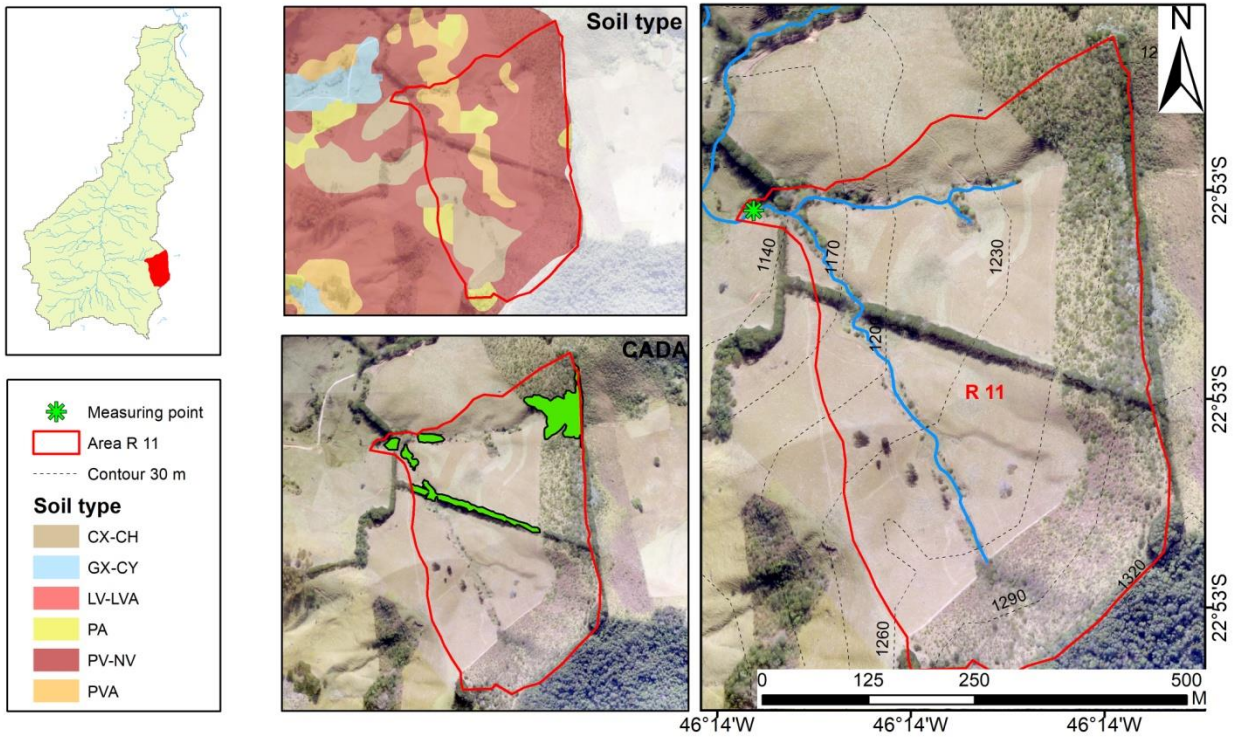 Measuring point
Area R 11
Contour 30 m
Soil type
CX-CH
GX-CY
LV-LVA
PA
PV-NV
PVA
Soil type
CADA
N
1140
1170
1230
R 11
1290
1320
1260
0 125 250 500
M
22°53'S
22°53'S
22°53'S
46°14'W 46°14'W 46°14'W